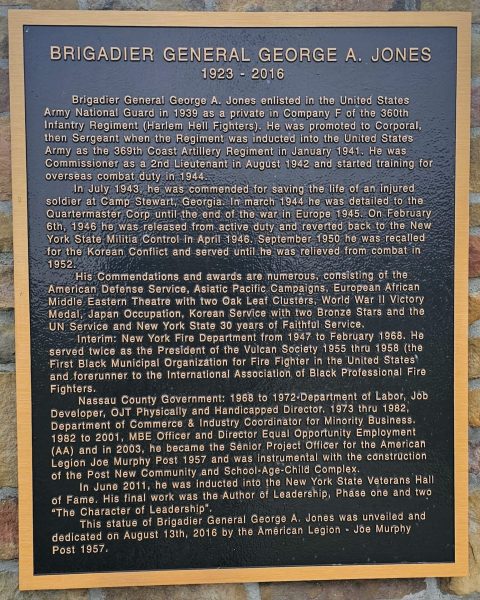 BRIGADIER GENERAL GEORGE A. JONES
1923 - 2016
Brigadier General George A. Jones enlisted in the United States
Army National Guard in 1939 as a private in Company F of the 360th
Infantry Regiment (Harlem Hell Fighters). He was promoted to Corporal,
then Sergeant when the Regiment was inducted into the United States
Army as the 369th Coast Artillery Regiment in January 1941. He was
Commissioner as a 2nd Lieutenant in August 1942 and started training for
overseas combat duty in 1944.
In July 1943, he was commended for saving the life of an injured
soldier at Camp Stewart, Georgia. In march 1944 he was detailed to the
Quartermaster Corp until the end of the war in Europe 1945. On February
6th, 1946 he was released from active duty and reverted back to the New
York State Militia Control in April 1946. September 1950 he was recalled
for the Korean Conflict and served until he was relieved from combat in
1952.
His Commendations and awards are numerous, consisting of the
American Defense Service, Asiatic Pacific Campaigns, European African
Middle Eastern Theatre with two Oak Leaf Clusters, World War II Victory
Medal, Japan Occupation, Korean Service with two Bronze Stars and the
UN Service and New York State 30 years of Faithful Service.
Interim: New York Fire Department from 1947 to February 1968. He
served twice as the President of the Vulcan Society 1955 thru 1958 (the
First Black Municipal Organization for Fire Fighter in the United States
and forerunner to the International Association of Black Professional Fire
Fighters.
Nassau County Government: 1968 to 1972 Department of Labor, Job
Developer, OJT Physically and Handicapped Director. 1973 thru 1982,
Department of Commerce & Industry Coordinator for Minority Business.
1982 to 2001, MBE Officer and Director Equal Opportunity Employment
(AA) and in 2003, he became the Senior Project Officer for the American
Legion Joe Murphy Post 1957 and was instrumental with the construction
of the Post New Community and School-Age-Child Complex.
In June 2011, he was inducted into the New York State Veterans Hall
of Fame. His final work was the Author of Leadership, Phase one and two
"The Character of Leadership".
This statue of Brigadier General George A. Jones was unveiled and
dedicated on August 13th, 2016 by the American Legion - Joe Murphy
Post 1957.